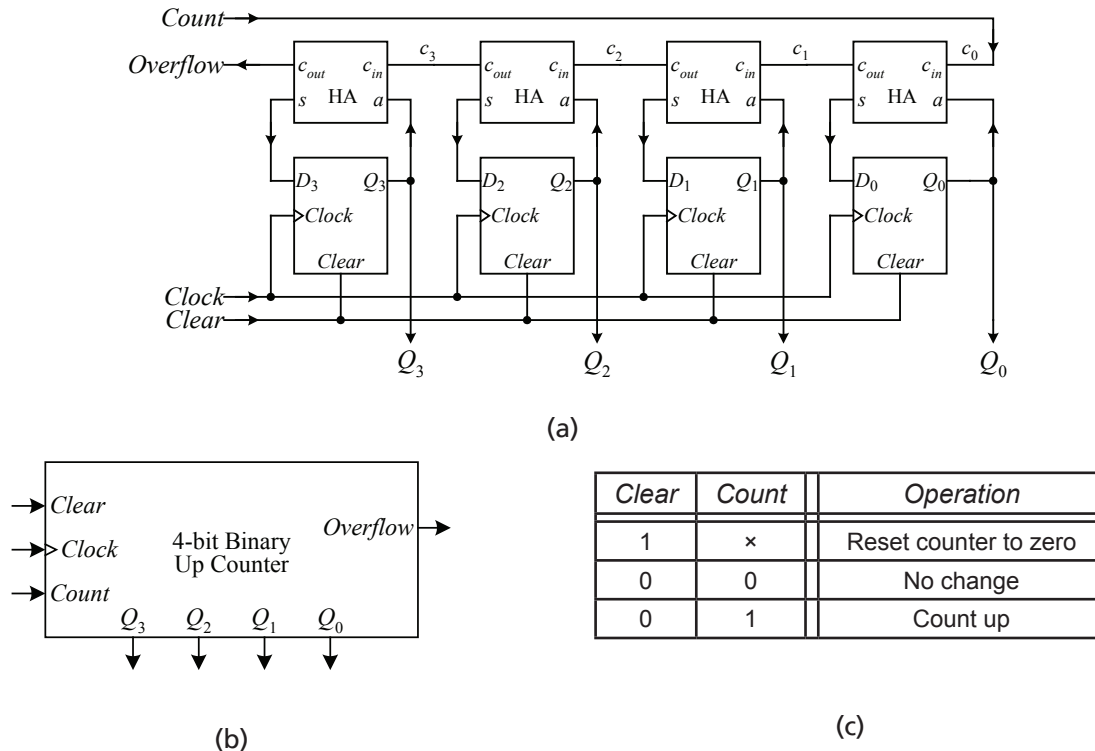 Count
c3 c2 c1 c0
Overflow cout cin cout cin cout cin cout cin
s HA a s HA a s HA a s HA a
D3 Q3 D2 Q2 D1 Q1 D0 Q0
Clock Clock Clock Clock
Clear Clear Clear Clear
Clock
Clear
Q3 Q2 Q1 Q0
(a)
Clear
Overflow
Clock
4-bit Binary
Up Counter
Count
Q3 Q2 Q1 Q0
(b)
Clear Count Operation
1 × Reset counter to zero
0 0 No change
0 1 Count up
(c)